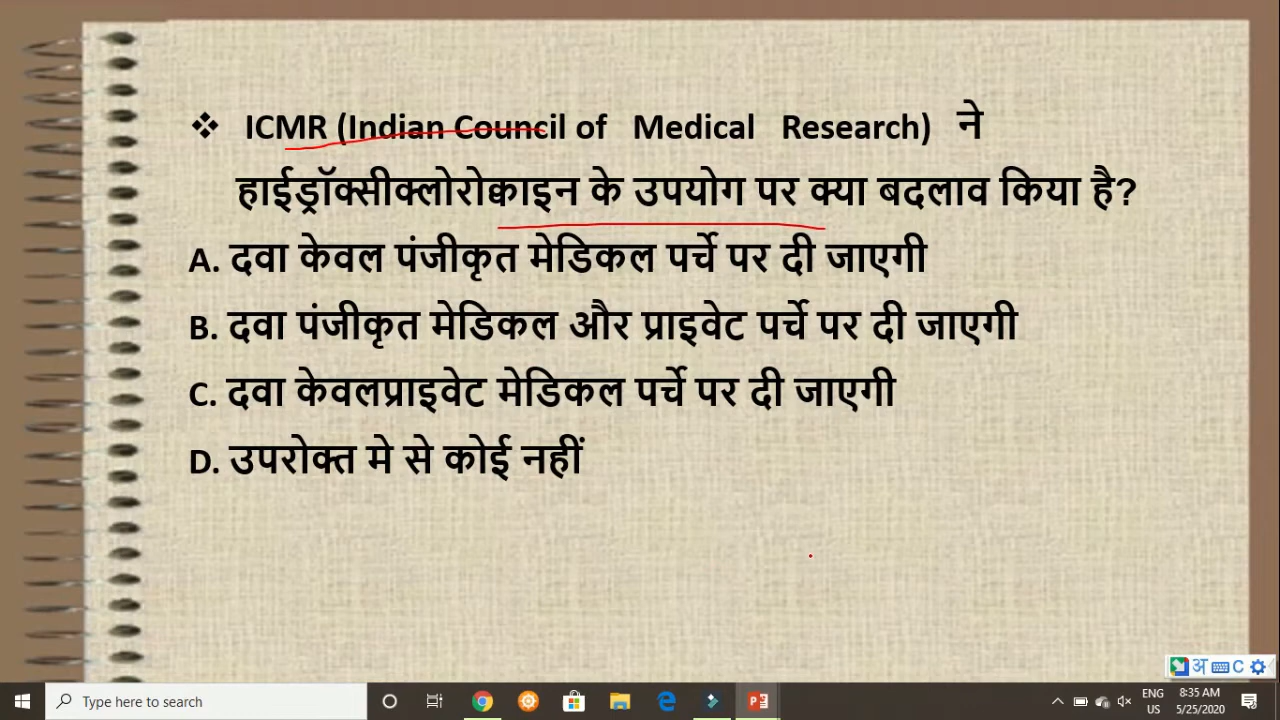 ❖ ICMR (Indian Council of Medical Research) ने
हाईड्रॉक्सीक्लोरोक्वाइन के उपयोग पर क्या बदलाव किया है?
A. दवा केवल पंजीकृत मेडिकल पर्चे पर दी जाएगी
B. दवा पंजीकृत मेडिकल और प्राइवेट पर्चे पर दी जाएगी
C. दवा केवलप्राइवेट मेडिकल पर्चे पर दी जाएगी
D. उपरोक्त मे से कोई नहीं
अ C
Type here to search
ENG
US
8:35 AM
5/25/2020